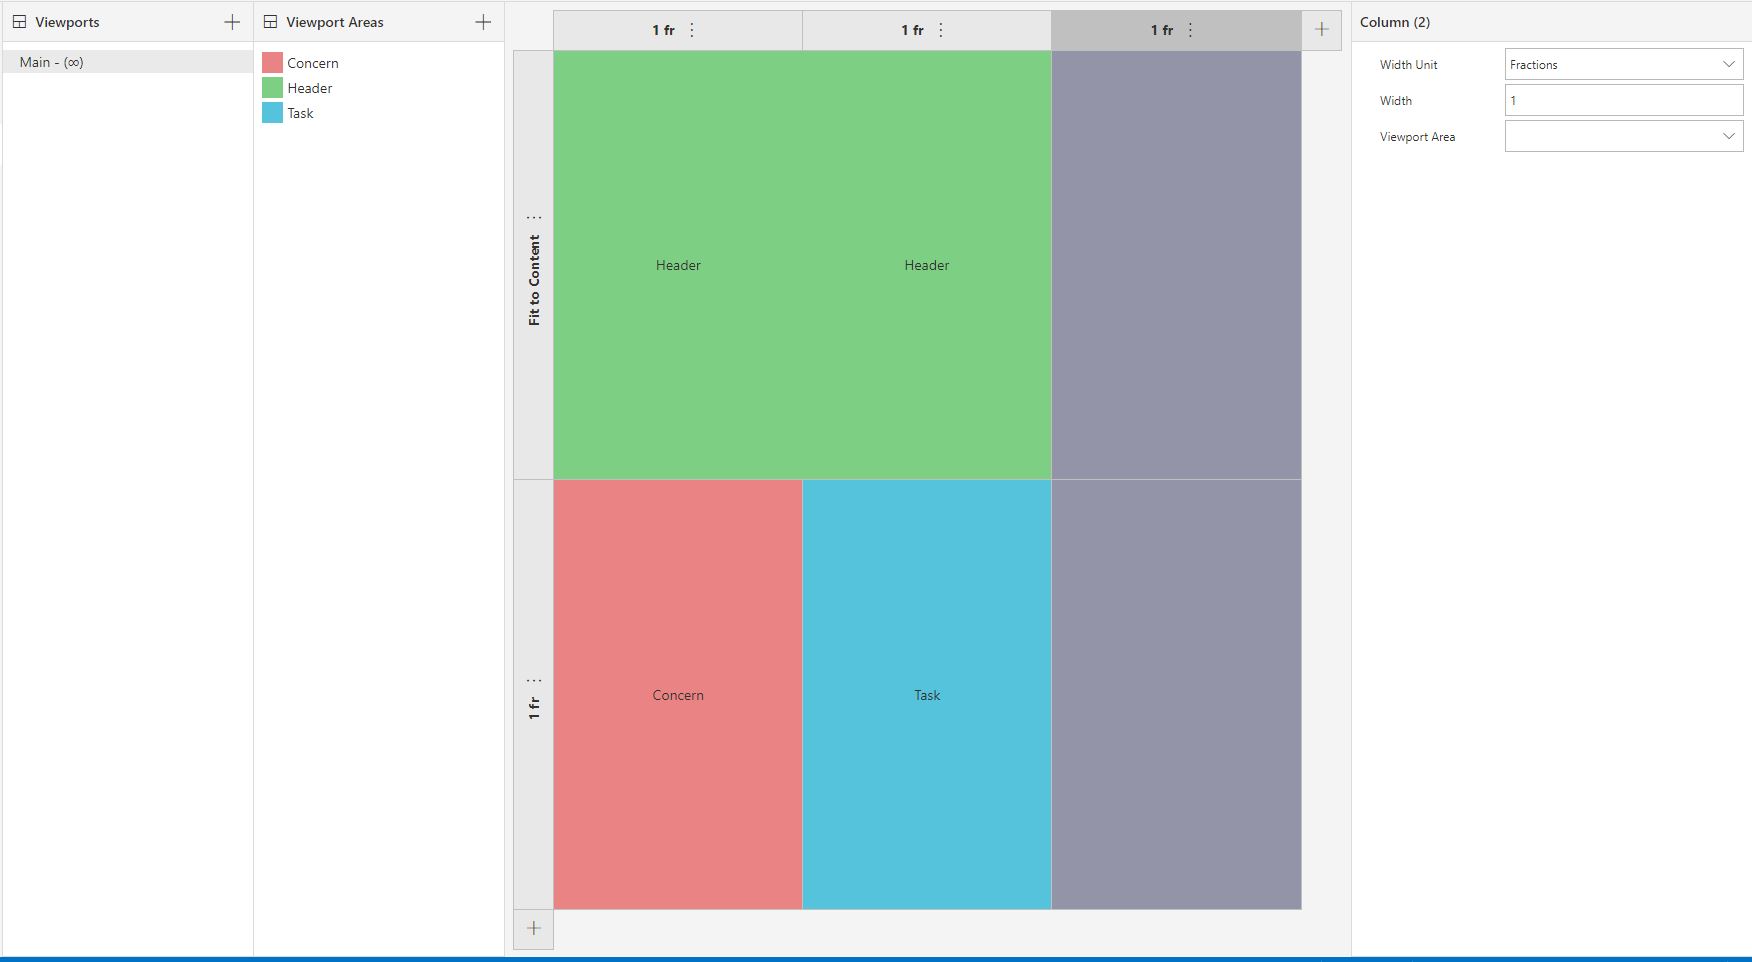 Viewports
Main - (∞)
Viewport Areas
Concern
Header
Task
1 fr
1 fr
1 fr
Fit to Content
Header
Header
1 fr
Concern
Task
Column (2)
Width Unit
Fractions
Width
1
Viewport Area